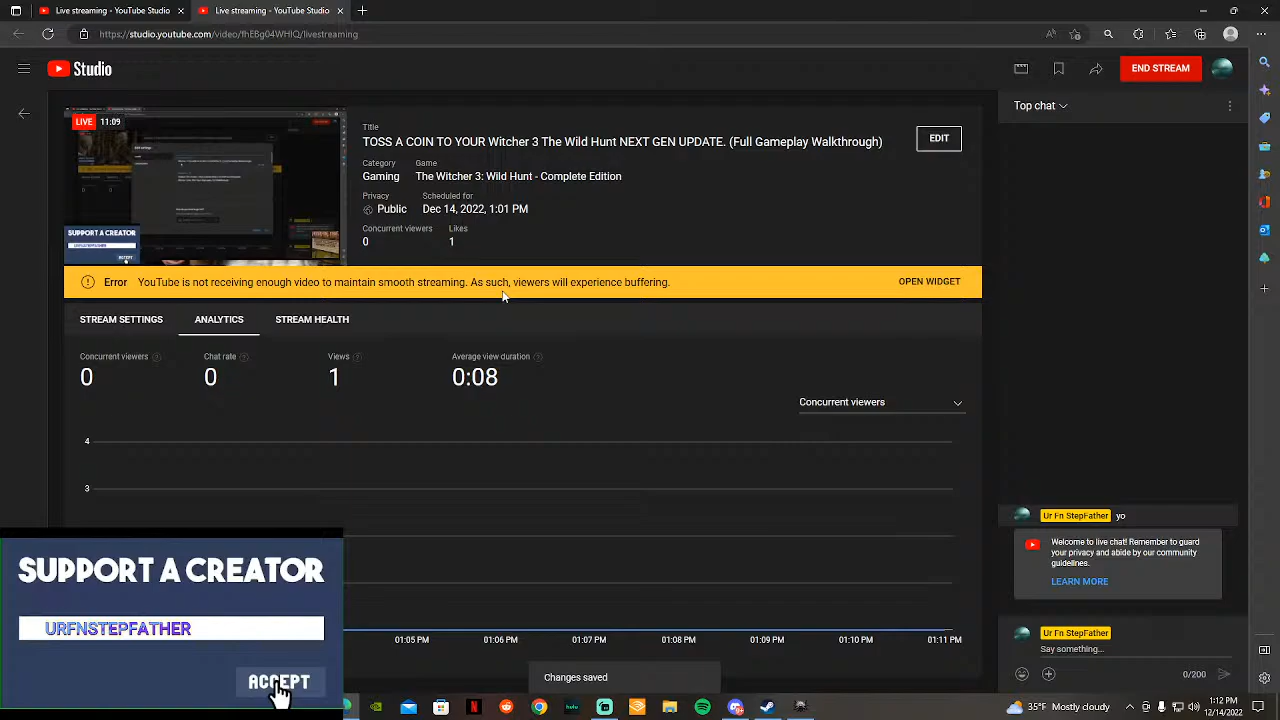 Live streaming - YouTube Studio
Live streaming - YouTube Studio
https://studio.youtube.com/video/fhEBg04WHIQ/livestreaming
Studio
END STREAM
Top chat
LIVE 11:09
Title
TOSS A COIN TO YOUR Witcher 3 The Wild Hunt NEXT GEN UPDATE. (Full Gameplay Walkthrough)
EDIT
Category Game
Gaming The Witcher 3: Wild Hunt - Complete Edition
Privacy Scheduled for
Public Dec 14, 2022, 1:01 PM
Concurrent viewers Likes
0 1
SUPPORT A CREATOR
URFNSTEPFATHER
ACCEPT
Error YouTube is not receiving enough video to maintain smooth streaming. As such, viewers will experience buffering.
OPEN WIDGET
STREAM SETTINGS ANALYTICS STREAM HEALTH
Concurrent viewers Chat rate Views Average view duration
0 0 1 0:08
Concurrent viewers
4
3
01:05 PM 01:06 PM 01:07 PM 01:08 PM 01:09 PM 01:10 PM 01:11 PM
Changes saved
SUPPORT A CREATOR
URFNSTEPFATHER
ACCEPT
Ur Fn StepFather yo
Welcome to live chat! Remember to guard
your privacy and abide by our community
guidelines.
LEARN MORE
Ur Fn StepFather
Say something...
0/200
hulu
35°F Mostly cloudy
1:12 PM
12/14/2022